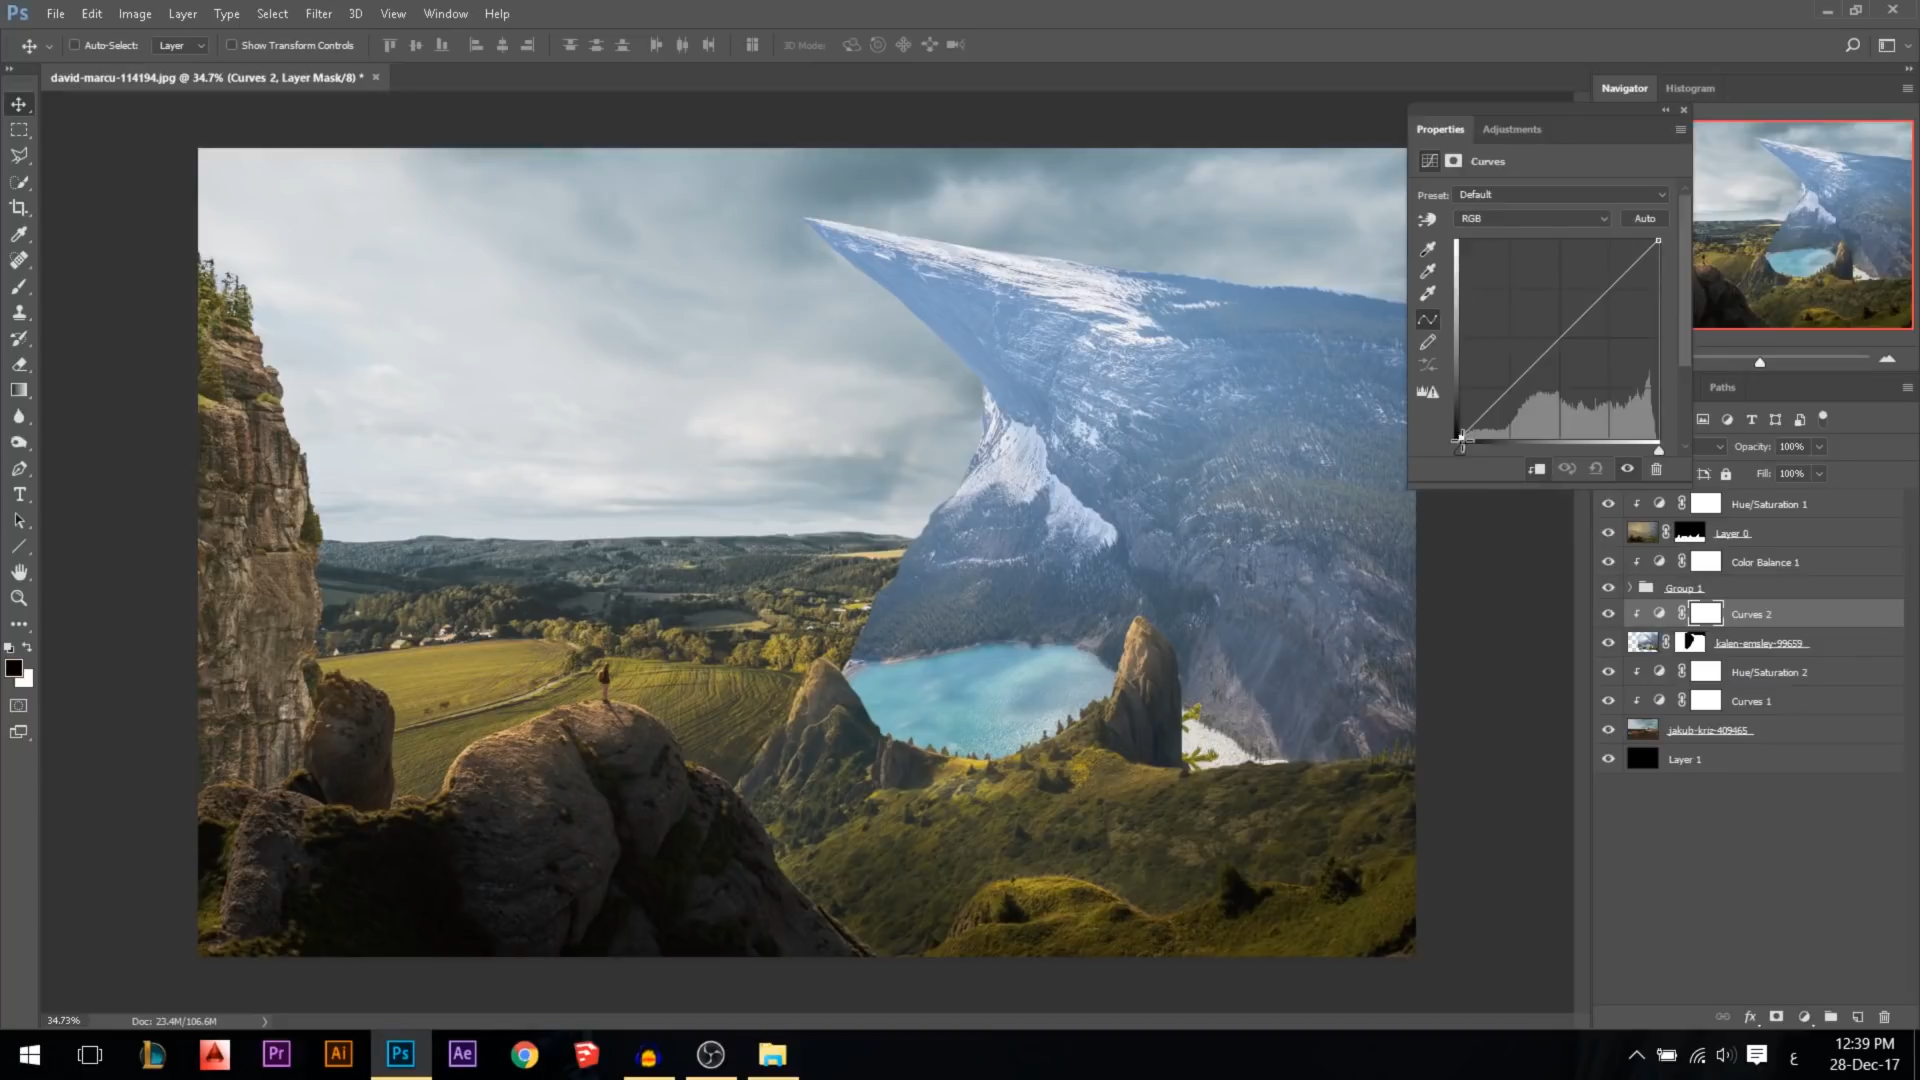 Ps File Edit Image Layer Type Select Filter 3D View Window Help
Auto-Select: Layer Show Transform Controls 3D Mode:
david-marcu-114194.jpg @ 34.7% (Curves 2, Layer Mask/8) *
Navigator Histogram
Properties Adjustments
Curves
Preset: Default
RGB Auto
Paths
Opacity: 100%
Fill: 100%
Hue/Saturation 1
Layer 0
Color Balance 1
Group 1
Curves 2
kalen-emsley-99659
Hue/Saturation 2
Curves 1
jakub-kriz-409465
Layer 1
34.73% Doc: 23.4M/106.6M
fx
Pr Ai Ps Ae
ع
12:39 PM
28-Dec-17